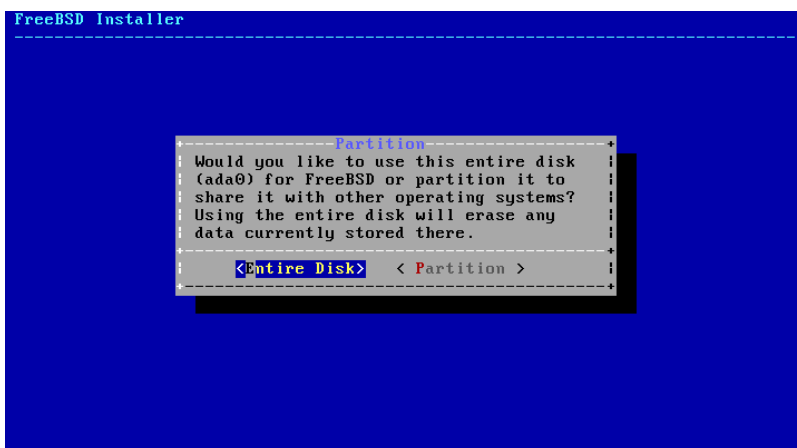 FreeBSD Installer
Partition
Would you like to use this entire disk
(ada0) for FreeBSD or partition it to
share it with other operating systems?
Using the entire disk will erase any
data currently stored there.
<Entire Disk> < Partition >